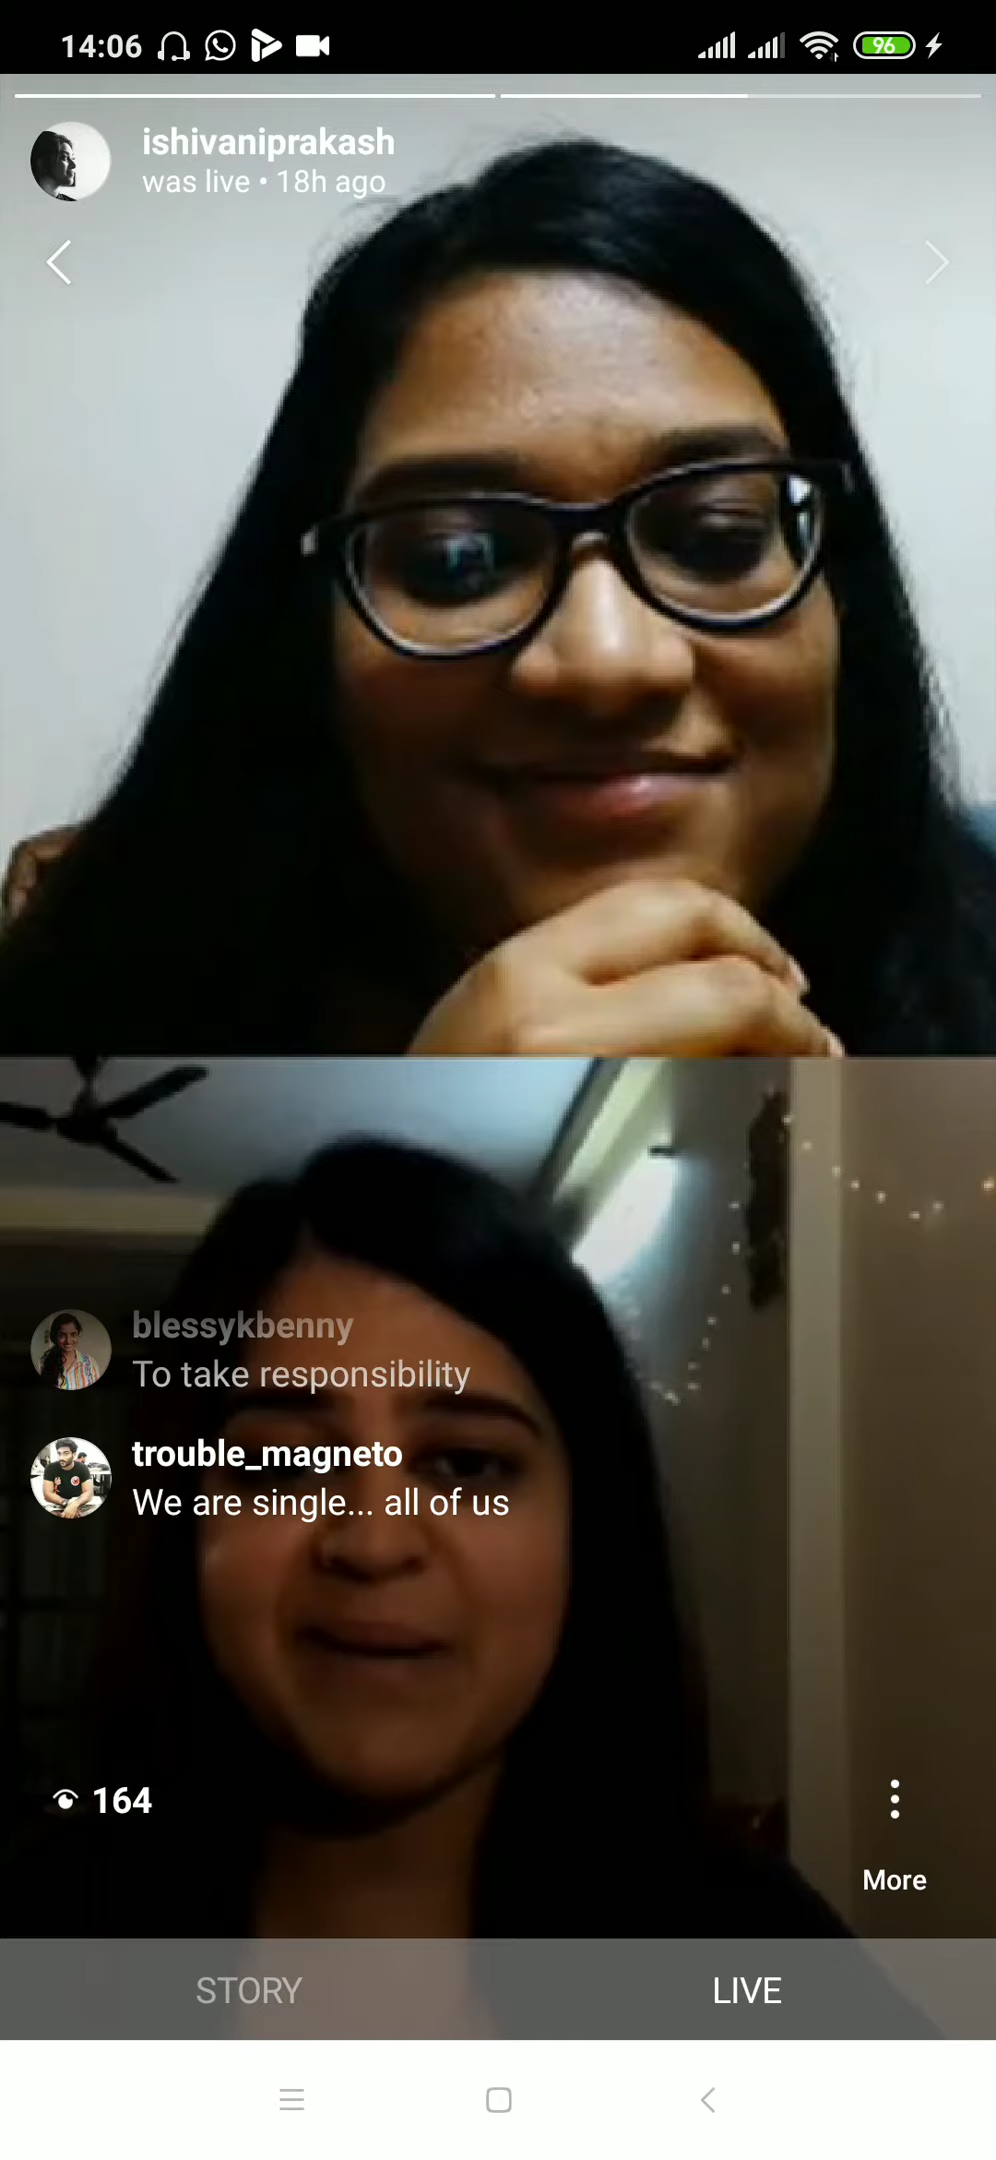 14:06
96
ishivaniprakash
was live • 18h ago
blessykbenny
To take responsibility
trouble_magneto
We are single... all of us
164
More
STORY
LIVE